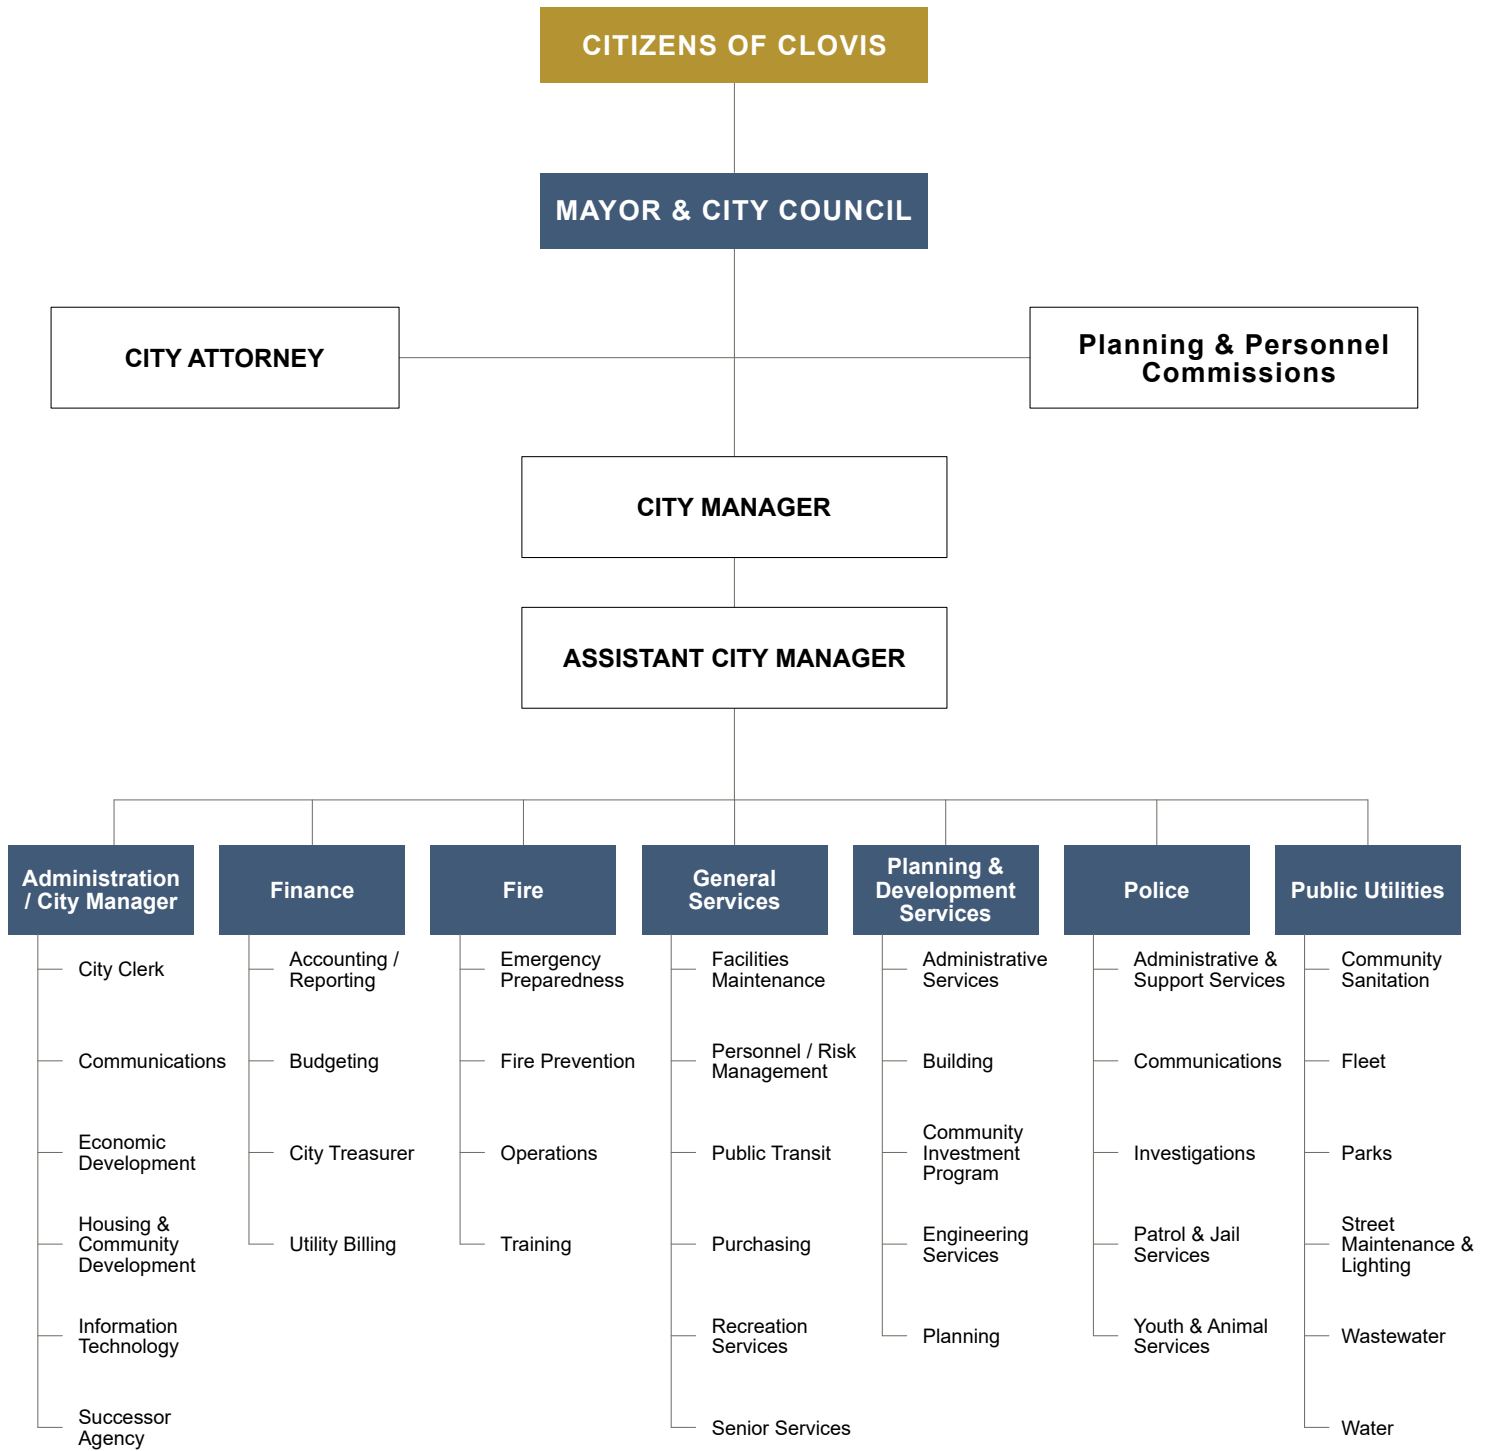 CITIZENS OF CLOVIS
MAYOR & CITY COUNCIL
CITY ATTORNEY
Planning & Personnel
Commissions
CITY MANAGER
ASSISTANT CITY MANAGER
Administration
/ City Manager
City Clerk
Communications
Economic
Development
Housing &
Community
Development
Information
Technology
Successor
Agency
Finance
Accounting /
Reporting
Budgeting
City Treasurer
Utility Billing
Fire
Emergency
Preparedness
Fire Prevention
Operations
Training
General
Services
Facilities
Maintenance
Personnel / Risk
Management
Public Transit
Purchasing
Recreation
Services
Senior Services
Planning &
Development
Services
Administrative
Services
Building
Community
Investment
Program
Engineering
Services
Planning
Police
Administrative &
Support Services
Communications
Investigations
Patrol & Jail
Services
Youth & Animal
Services
Public Utilities
Community
Sanitation
Fleet
Parks
Street
Maintenance &
Lighting
Wastewater
Water